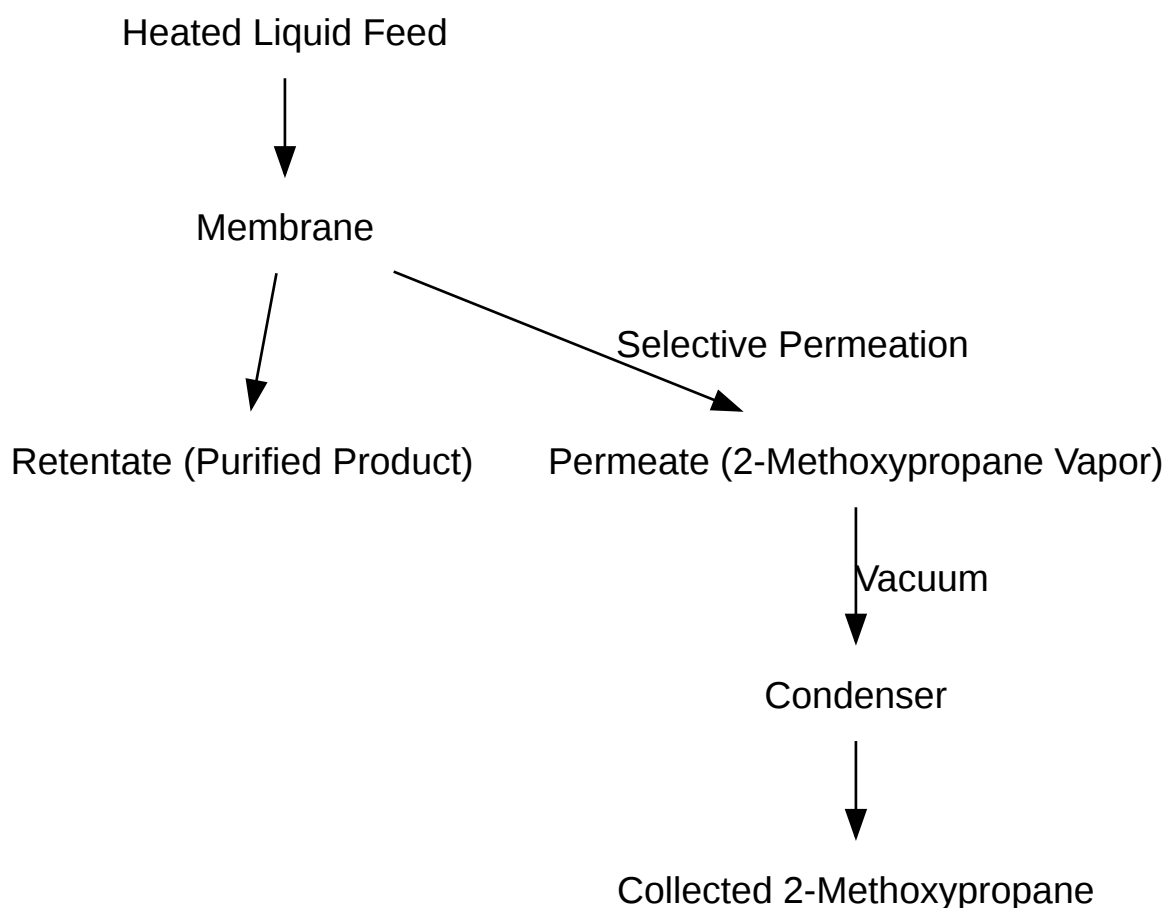 Heated Liquid Feed
Membrane
Selective Permeation
Retentate (Purified Product)
Permeate (2-Methoxypropane Vapor)
Vacuum
Condenser
Collected 2-Methoxypropane